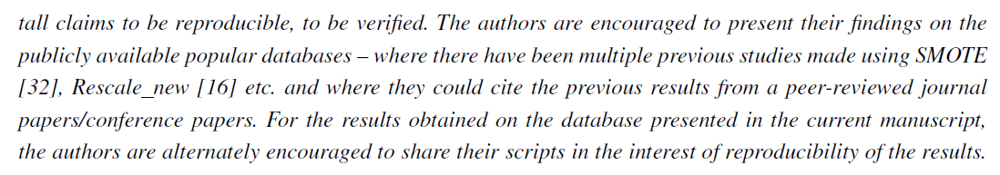 tall claims to be reproducible, to be verified. The authors are encouraged to present their findings on the
publicly available popular databases – where there have been multiple previous studies made using SMOTE
[32], Rescale_new [16] etc. and where they could cite the previous results from a peer-reviewed journal
papers/conference papers. For the results obtained on the database presented in the current manuscript,
the authors are alternately encouraged to share their scripts in the interest of reproducibility of the results.